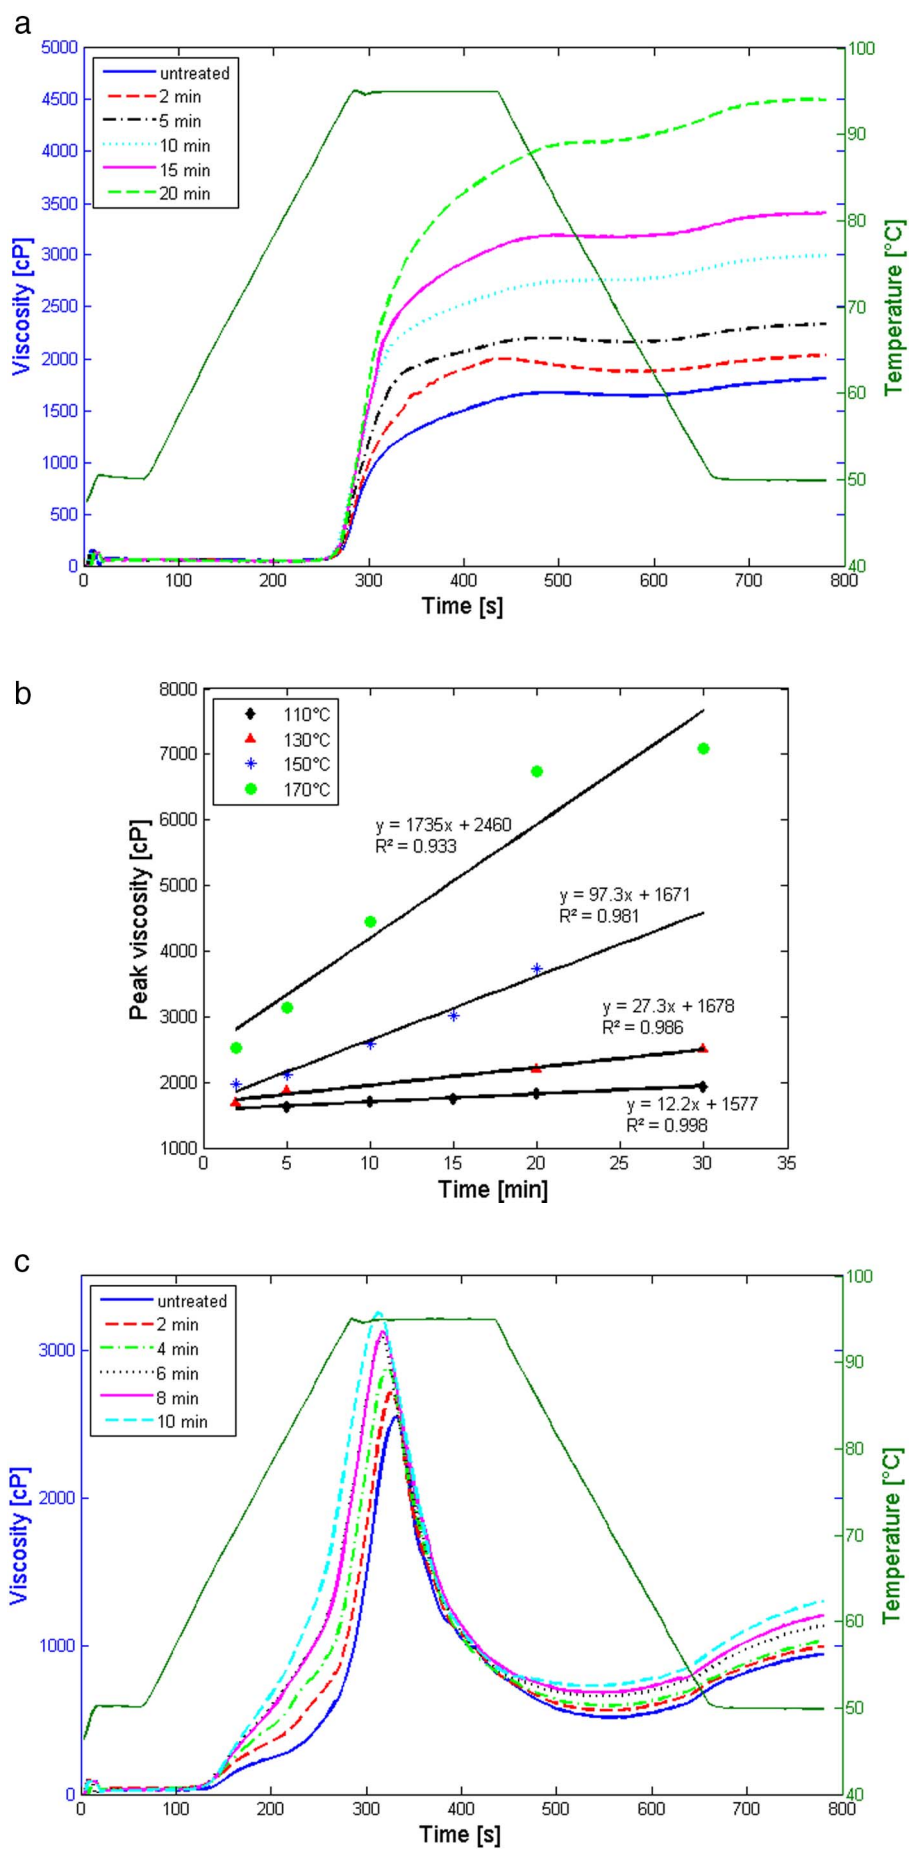 a
5000
4500
4000
3500
3000
2500
2000
1500
1000
500
0
Viscosity [cP]
untreated
2 min
5 min
10 min
15 min
20 min
100
90
80
70
60
50
40
Temperature [°C]
0 100 200 300 400 500 600 700 800
Time [s]
b
8000
7000
6000
5000
4000
3000
2000
1000
Peak viscosity [cP]
110°C
130°C
150°C
170°C
y = 1735x + 2460
R² = 0.933
y = 97.3x + 1671
R² = 0.981
y = 27.3x + 1678
R² = 0.986
y = 12.2x + 1577
R² = 0.998
0 5 10 15 20 25 30 35
Time [min]
c
3000
2000
1000
0
Viscosity [cP]
untreated
2 min
4 min
6 min
8 min
10 min
100
90
80
70
60
50
40
Temperature [°C]
0 100 200 300 400 500 600 700 800
Time [s]